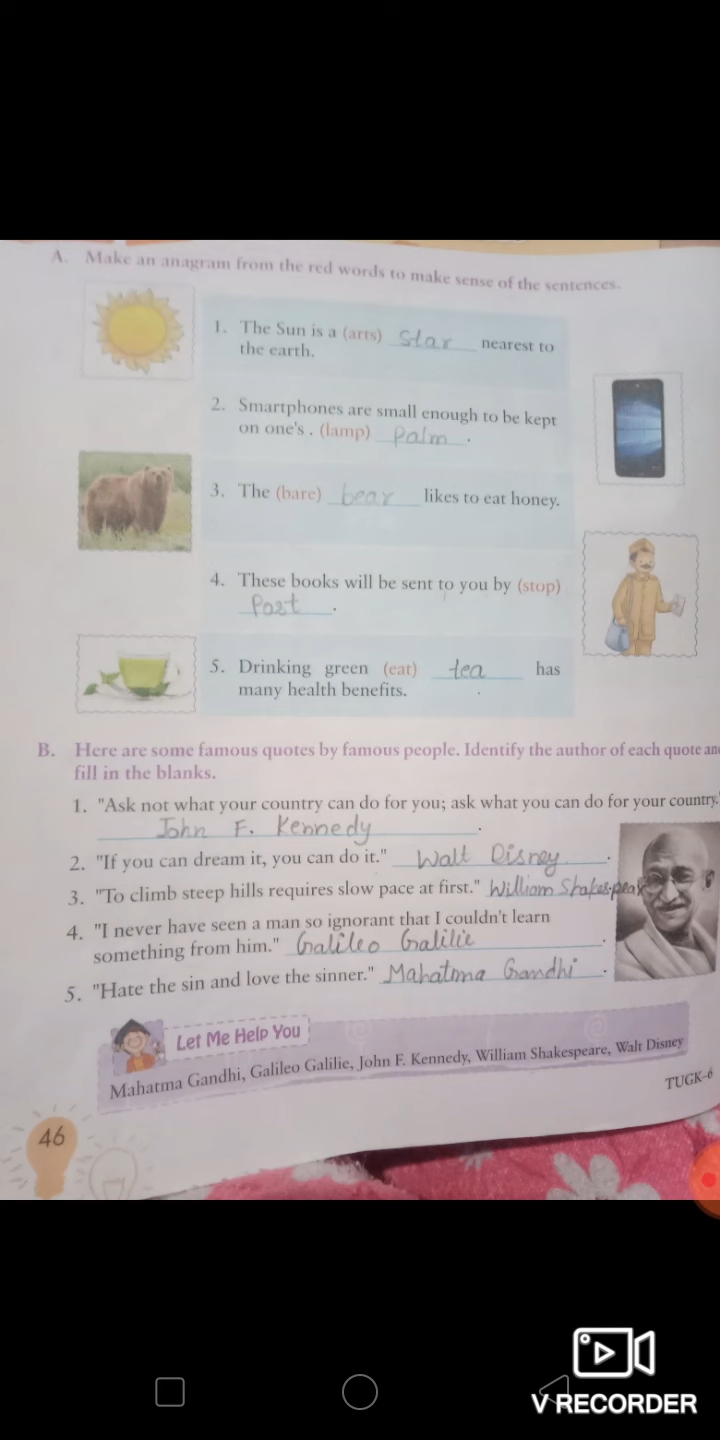 A. Make an anagram from the red words to make sense of the sentences.
1. The Sun is a (arts) star nearest to
the earth.
2. Smartphones are small enough to be kept
on one's . (lamp) palm .
3. The (bare) bear likes to eat honey.
4. These books will be sent to you by (stop)
Post .
5. Drinking green (eat) tea has
many health benefits.
B. Here are some famous quotes by famous people. Identify the author of each quote and
fill in the blanks.
1. "Ask not what your country can do for you; ask what you can do for your country."
John F. Kennedy .
2. "If you can dream it, you can do it." Walt Disney .
3. "To climb steep hills requires slow pace at first." William Shakespear
4. "I never have seen a man so ignorant that I couldn't learn
something from him." Galileo Galilie .
5. "Hate the sin and love the sinner." Mahatma Gandhi .
Let Me Help You
Mahatma Gandhi, Galileo Galilie, John F. Kennedy, William Shakespeare, Walt Disney
TUGK-6
46
V RECORDER